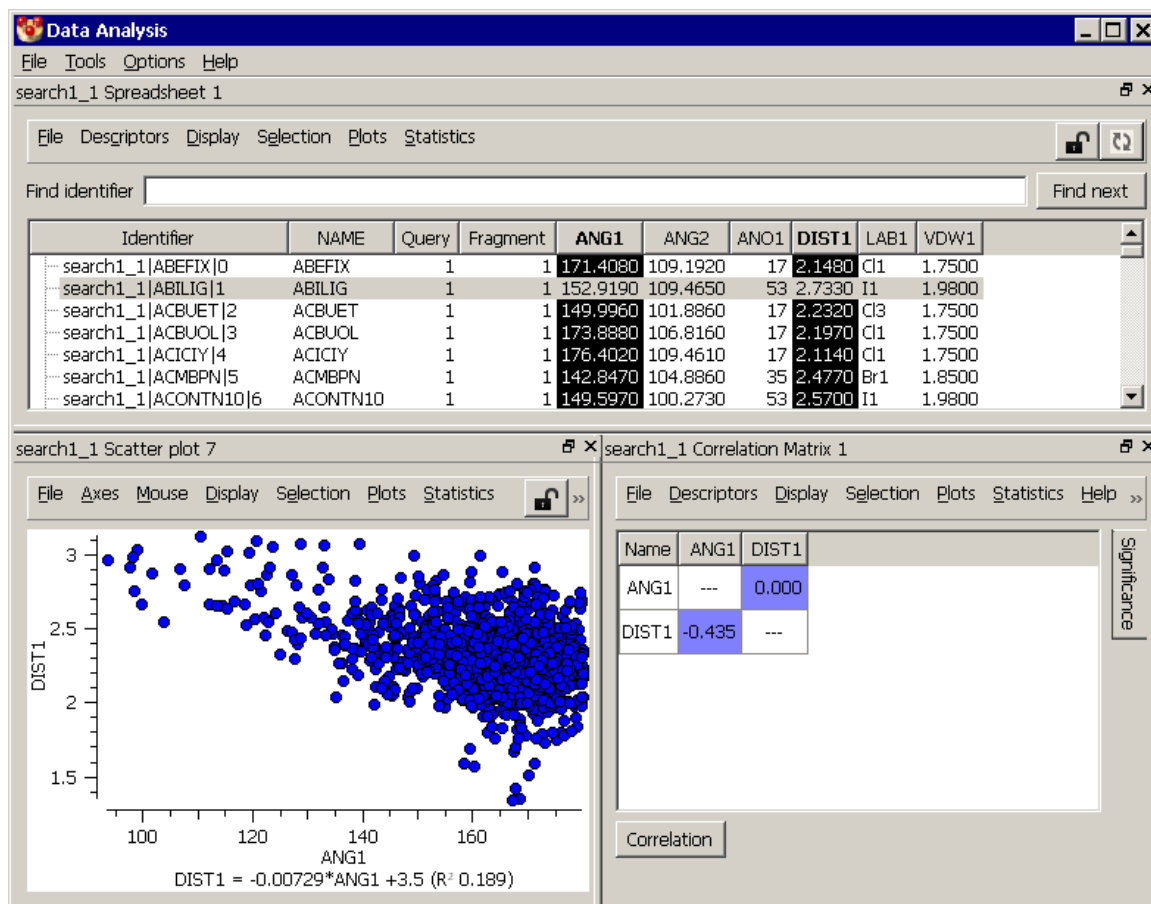 Data Analysis
File Tools Options Help
search1_1 Spreadsheet 1
File Descriptors Display Selection Plots Statistics
Find identifier Find next
Identifier NAME Query Fragment ANG1 ANG2 ANO1 DIST1 LAB1 VDW1
search1_1|ABEFIX|0 ABEFIX 1 1 171.4080 109.1920 17 2.1480 Cl1 1.7500
search1_1|ABILIG|1 ABILIG 1 1 152.9190 109.4650 53 2.7330 I1 1.9800
search1_1|ACBUET|2 ACBUET 1 1 149.9960 101.8860 17 2.2320 Cl3 1.7500
search1_1|ACBUOL|3 ACBUOL 1 1 173.8880 106.8160 17 2.1970 Cl1 1.7500
search1_1|ACICIY|4 ACICIY 1 1 176.4020 109.4610 17 2.1140 Cl1 1.7500
search1_1|ACMBPN|5 ACMBPN 1 1 142.8470 104.8860 35 2.4770 Br1 1.8500
search1_1|ACONTN10|6 ACONTN10 1 1 149.5970 100.2730 53 2.5700 I1 1.9800
search1_1 Scatter plot 7
File Axes Mouse Display Selection Plots Statistics »
3
2.5
2
1.5
DIST1
100 120 140 160
ANG1
DIST1 = -0.00729*ANG1 +3.5 (R² 0.189)
search1_1 Correlation Matrix 1
File Descriptors Display Selection Plots Statistics Help »
Name ANG1 DIST1
ANG1 --- 0.000
DIST1 -0.435 ---
Significance
Correlation